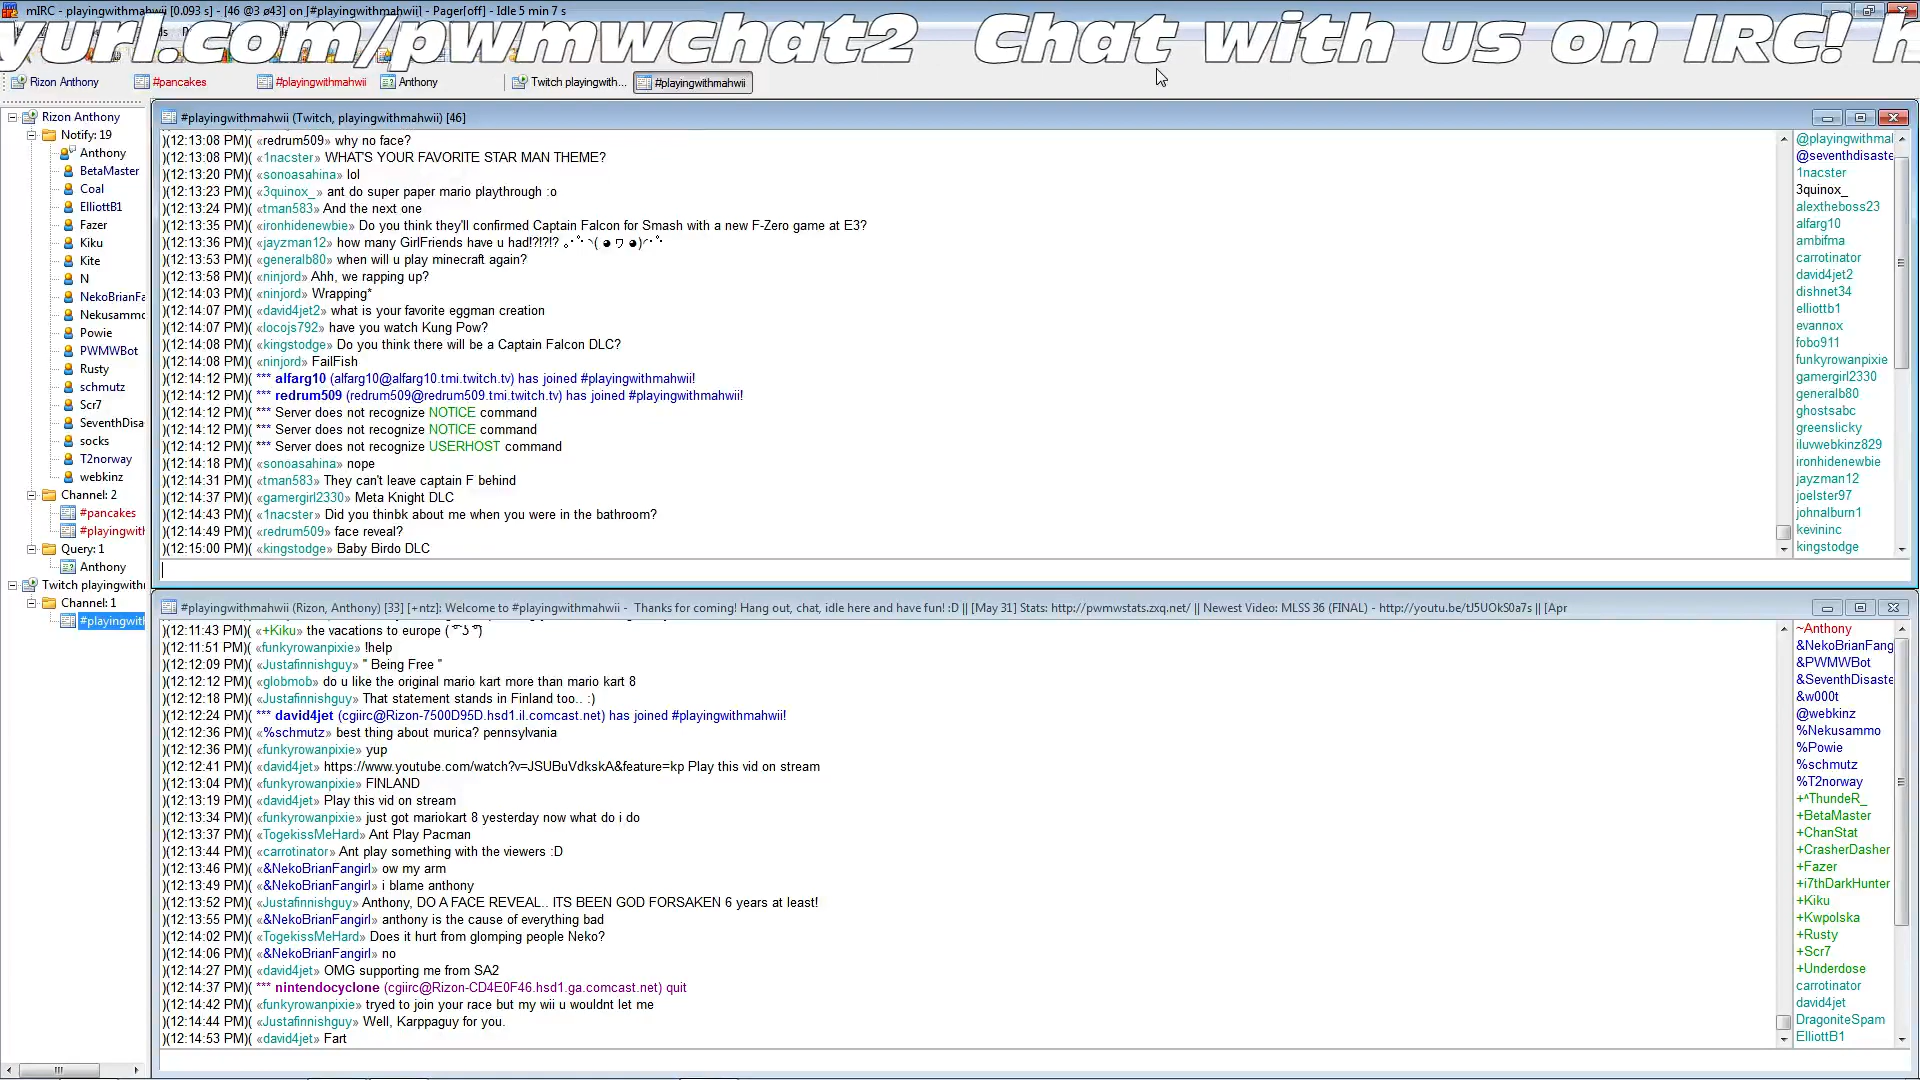 mIRC - playingwithmahwii [0.093 s] - [46 @3 ø43] on [#playingwithmahwii] - Pager[off] - Idle 5 min 7 s
yurl.com/pwmwchat2   Chat with us on IRC! h
Rizon Anthony
#pancakes
#playingwithmahwii
Anthony
Twitch playingwith...
#playingwithmahwii
Rizon Anthony
Notify: 19
Anthony
BetaMaster
Coal
ElliottB1
Fazer
Kiku
Kite
N
NekoBrianFa
Nekusammo
Powie
PWMWBot
Rusty
schmutz
Scr7
SeventhDisa
socks
T2norway
webkinz
Channel: 2
#pancakes
#playingwit
Query: 1
Anthony
Twitch playingwith
Channel: 1
#playingwit
#playingwithmahwii (Twitch, playingwithmahwii) [46]
)(12:13:08 PM)( «redrum509» why no face?
)(12:13:08 PM)( «1nacster» WHAT'S YOUR FAVORITE STAR MAN THEME?
)(12:13:20 PM)( «sonoasahina» lol
)(12:13:23 PM)( «3quinox_» ant do super paper mario playthrough :o
)(12:13:24 PM)( «tman583» And the next one
)(12:13:35 PM)( «ironhidenewbie» Do you think they'll confirmed Captain Falcon for Smash with a new F-Zero game at E3?
)(12:13:36 PM)( «jayzman12» how many GirlFriends have u had!?!?!?
)(12:13:53 PM)( «generalb80» when will u play minecraft again?
)(12:13:58 PM)( «ninjord» Ahh, we rapping up?
)(12:14:03 PM)( «ninjord» Wrapping*
)(12:14:07 PM)( «david4jet2» what is your favorite eggman creation
)(12:14:07 PM)( «locojs792» have you watch Kung Pow?
)(12:14:08 PM)( «kingstodge» Do you think there will be a Captain Falcon DLC?
)(12:14:08 PM)( «ninjord» FailFish
)(12:14:12 PM)( *** alfarg10 (alfarg10@alfarg10.tmi.twitch.tv) has joined #playingwithmahwii!
)(12:14:12 PM)( *** redrum509 (redrum509@redrum509.tmi.twitch.tv) has joined #playingwithmahwii!
)(12:14:12 PM)( *** Server does not recognize NOTICE command
)(12:14:12 PM)( *** Server does not recognize NOTICE command
)(12:14:12 PM)( *** Server does not recognize USERHOST command
)(12:14:18 PM)( «sonoasahina» nope
)(12:14:31 PM)( «tman583» They can't leave captain F behind
)(12:14:37 PM)( «gamergirl2330» Meta Knight DLC
)(12:14:43 PM)( «1nacster» Did you thinbk about me when you were in the bathroom?
)(12:14:49 PM)( «redrum509» face reveal?
)(12:15:00 PM)( «kingstodge» Baby Birdo DLC
@playingwithmal
@seventhdisaste
1nacster
3quinox_
alextheboss23
alfarg10
ambifma
carrotinator
david4jet2
dishnet34
elliottb1
evannox
fobo911
funkyrowanpixie
gamergirl2330
generalb80
ghostsabc
greenslicky
iluvwebkinz829
ironhidenewbie
jayzman12
joelster97
johnalburn1
kevininc
kingstodge
#playingwithmahwii (Rizon, Anthony) [33] [+ntz]: Welcome to #playingwithmahwii -  Thanks for coming! Hang out, chat, idle here and have fun! :D || [May 31] Stats: http://pwmwstats.zxq.net/ || Newest Video: MLSS 36 (FINAL) - http://youtu.be/tJ5UOkS0a7s || [Apr
)(12:11:43 PM)( «+Kiku» the vacations to europe ( ͡° ͜ʖ ͡°)
)(12:11:51 PM)( «funkyrowanpixie» !help
)(12:12:09 PM)( «Justafinnishguy» " Being Free "
)(12:12:12 PM)( «globmob» do u like the original mario kart more than mario kart 8
)(12:12:18 PM)( «Justafinnishguy» That statement stands in Finland too.. :)
)(12:12:24 PM)( *** david4jet (cgiirc@Rizon-7500D95D.hsd1.il.comcast.net) has joined #playingwithmahwii!
)(12:12:36 PM)( «%schmutz» best thing about murica? pennsylvania
)(12:12:36 PM)( «funkyrowanpixie» yup
)(12:12:41 PM)( «david4jet» https://www.youtube.com/watch?v=JSUBuVdkskA&feature=kp Play this vid on stream
)(12:13:04 PM)( «funkyrowanpixie» FINLAND
)(12:13:19 PM)( «david4jet» Play this vid on stream
)(12:13:34 PM)( «funkyrowanpixie» just got mariokart 8 yesterday now what do i do
)(12:13:37 PM)( «TogekissMeHard» Ant Play Pacman
)(12:13:44 PM)( «carrotinator» Ant play something with the viewers :D
)(12:13:46 PM)( «&NekoBrianFangirl» ow my arm
)(12:13:49 PM)( «&NekoBrianFangirl» i blame anthony
)(12:13:52 PM)( «Justafinnishguy» Anthony, DO A FACE REVEAL.. ITS BEEN GOD FORSAKEN 6 years at least!
)(12:13:55 PM)( «&NekoBrianFangirl» anthony is the cause of everything bad
)(12:14:02 PM)( «TogekissMeHard» Does it hurt from glomping people Neko?
)(12:14:06 PM)( «&NekoBrianFangirl» no
)(12:14:27 PM)( «david4jet» OMG supporting me from SA2
)(12:14:37 PM)( *** nintendocyclone (cgiirc@Rizon-CD4E0F46.hsd1.ga.comcast.net) quit
)(12:14:42 PM)( «funkyrowanpixie» tryed to join your race but my wii u wouldnt let me
)(12:14:44 PM)( «Justafinnishguy» Well, Karppaguy for you.
)(12:14:53 PM)( «david4jet» Fart
~Anthony
&NekoBrianFang
&PWMWBot
&SeventhDisaste
&w000t
@webkinz
%Nekusammo
%Powie
%schmutz
%T2norway
+^ThundeR_
+BetaMaster
+ChanStat
+CrasherDasher
+Fazer
+i7thDarkHunter
+Kiku
+Kwpolska
+Rusty
+Scr7
+Underdose
carrotinator
david4jet
DragoniteSpam
ElliottB1